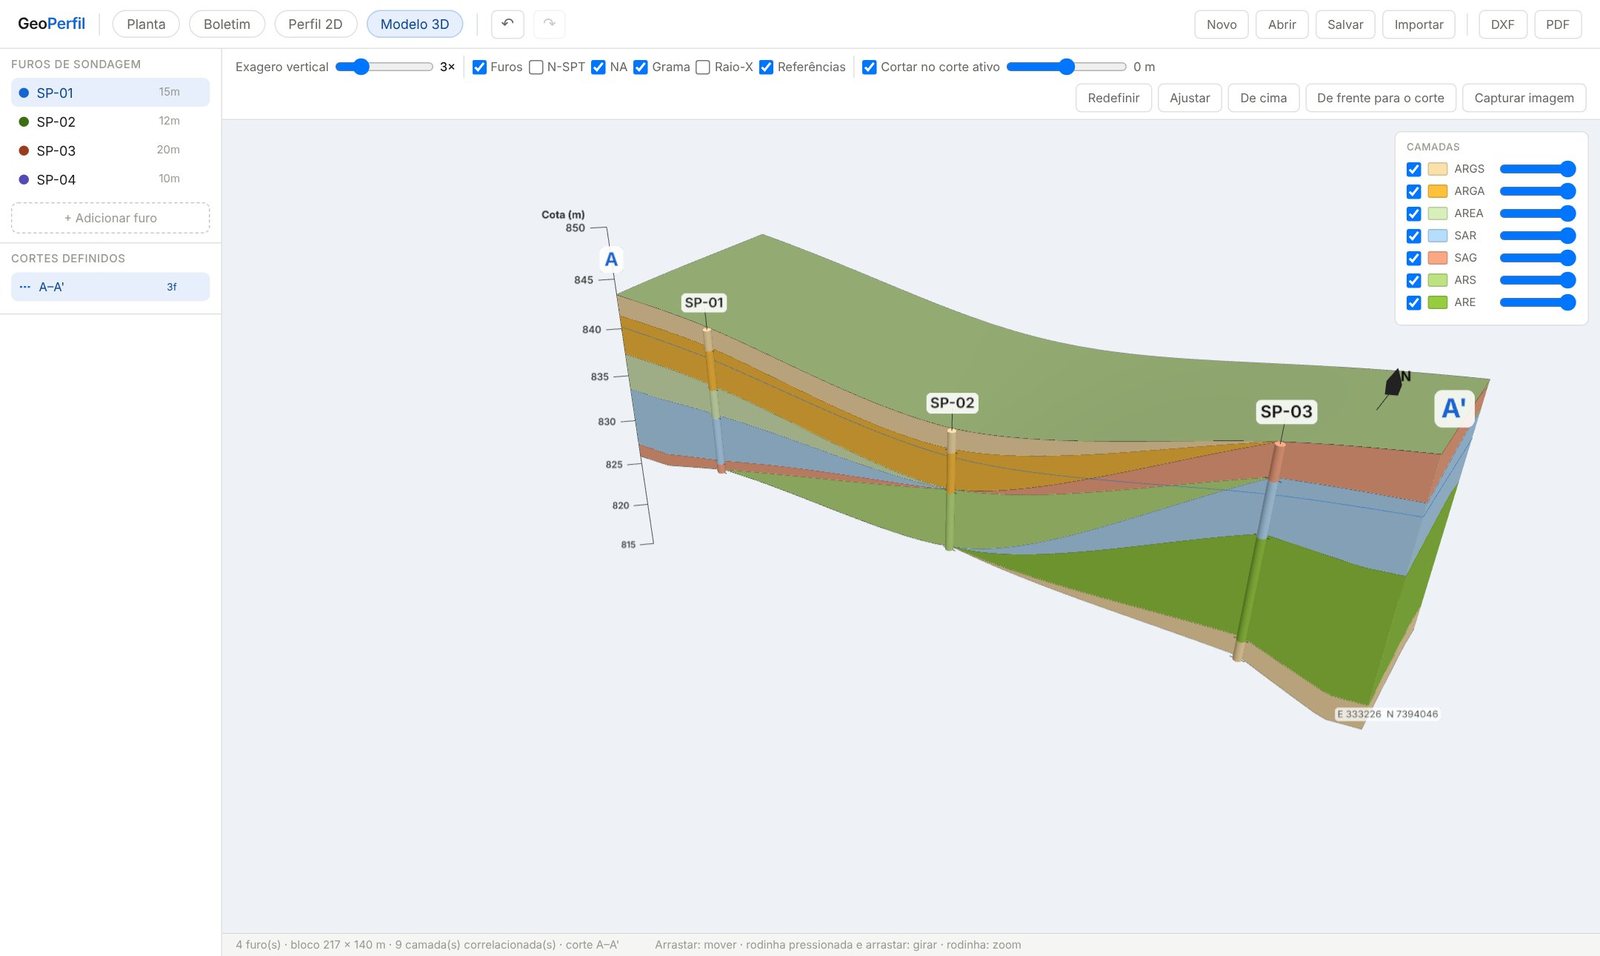 GeoPerfil
Planta
Boletim
Perfil 2D
Modelo 3D
↶
↷
Novo
Abrir
Salvar
Importar
DXF
PDF
FUROS DE SONDAGEM
SP-01 15m
SP-02 12m
SP-03 20m
SP-04 10m
+ Adicionar furo
CORTES DEFINIDOS
A–A' 3f
Exagero vertical 3×
Furos
N-SPT
NA
Grama
Raio-X
Referências
Cortar no corte ativo 0 m
Redefinir
Ajustar
De cima
De frente para o corte
Capturar imagem
CAMADAS
ARGS
ARGA
AREA
SAR
SAG
ARS
ARE
Cota (m)
850
845
840
835
830
825
820
815
A
SP-01
SP-02
SP-03
N
A'
E 333226 N 7394046
4 furo(s) · bloco 217 × 140 m · 9 camada(s) correlacionada(s) · corte A–A'
Arrastar: mover · rodinha pressionada e arrastar: girar · rodinha: zoom